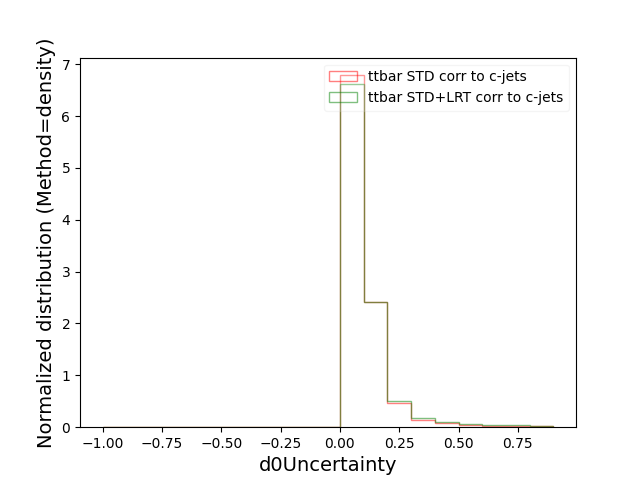 ttbar STD corr to c-jets
ttbar STD+LRT corr to c-jets
Normalized distribution (Method=density)
7
6
5
4
3
2
1
0
−1.00 −0.75 −0.50 −0.25 0.00 0.25 0.50 0.75
d0Uncertainty